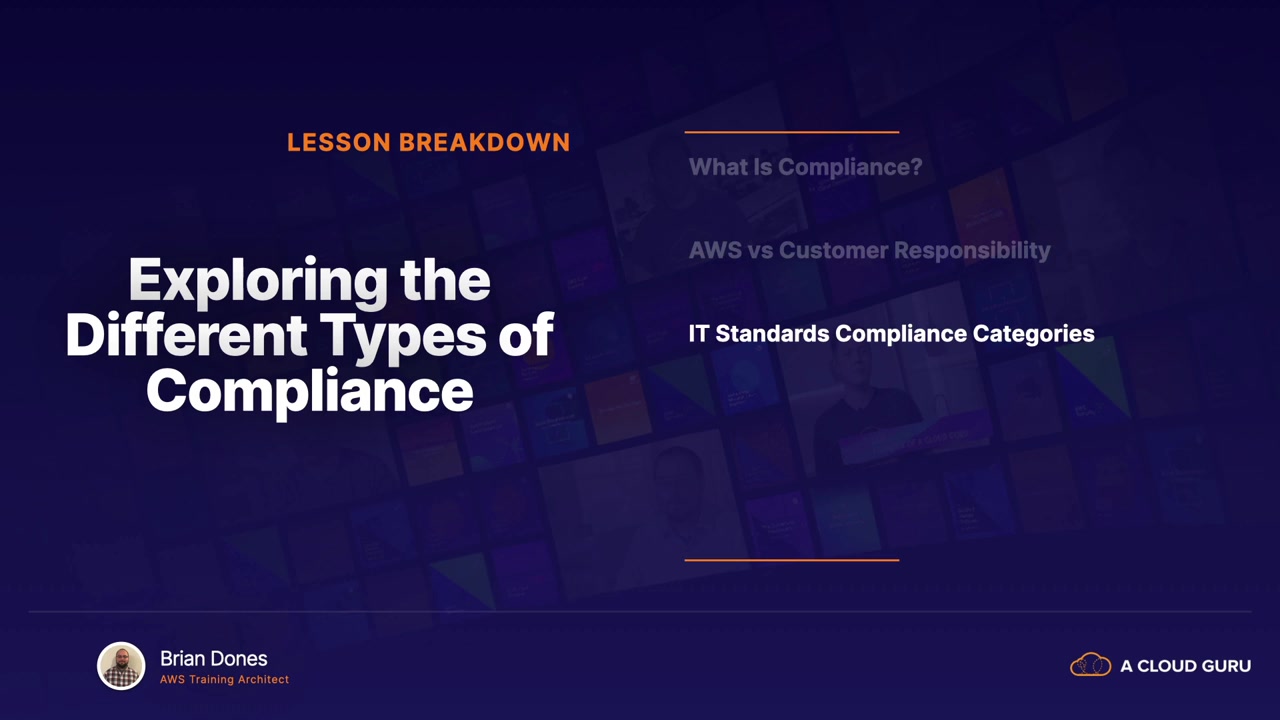 LESSON BREAKDOWN
Exploring the
Different Types of
Compliance
What Is Compliance?
AWS vs Customer Responsibility
IT Standards Compliance Categories
Brian Dones
AWS Training Architect
A CLOUD GURU